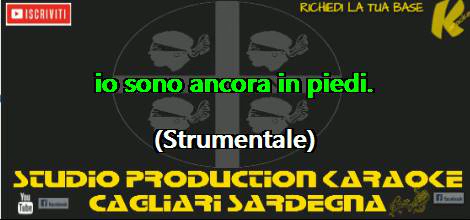 ISCRIVITI
RICHIEDI LA TUA BASE
K
io sono ancora in piedi.
(Strumentale)
STUDIO PRODUCTION KARAOKE
CAGLIARI SARDEGNA
You
Tube
facebook
facebook